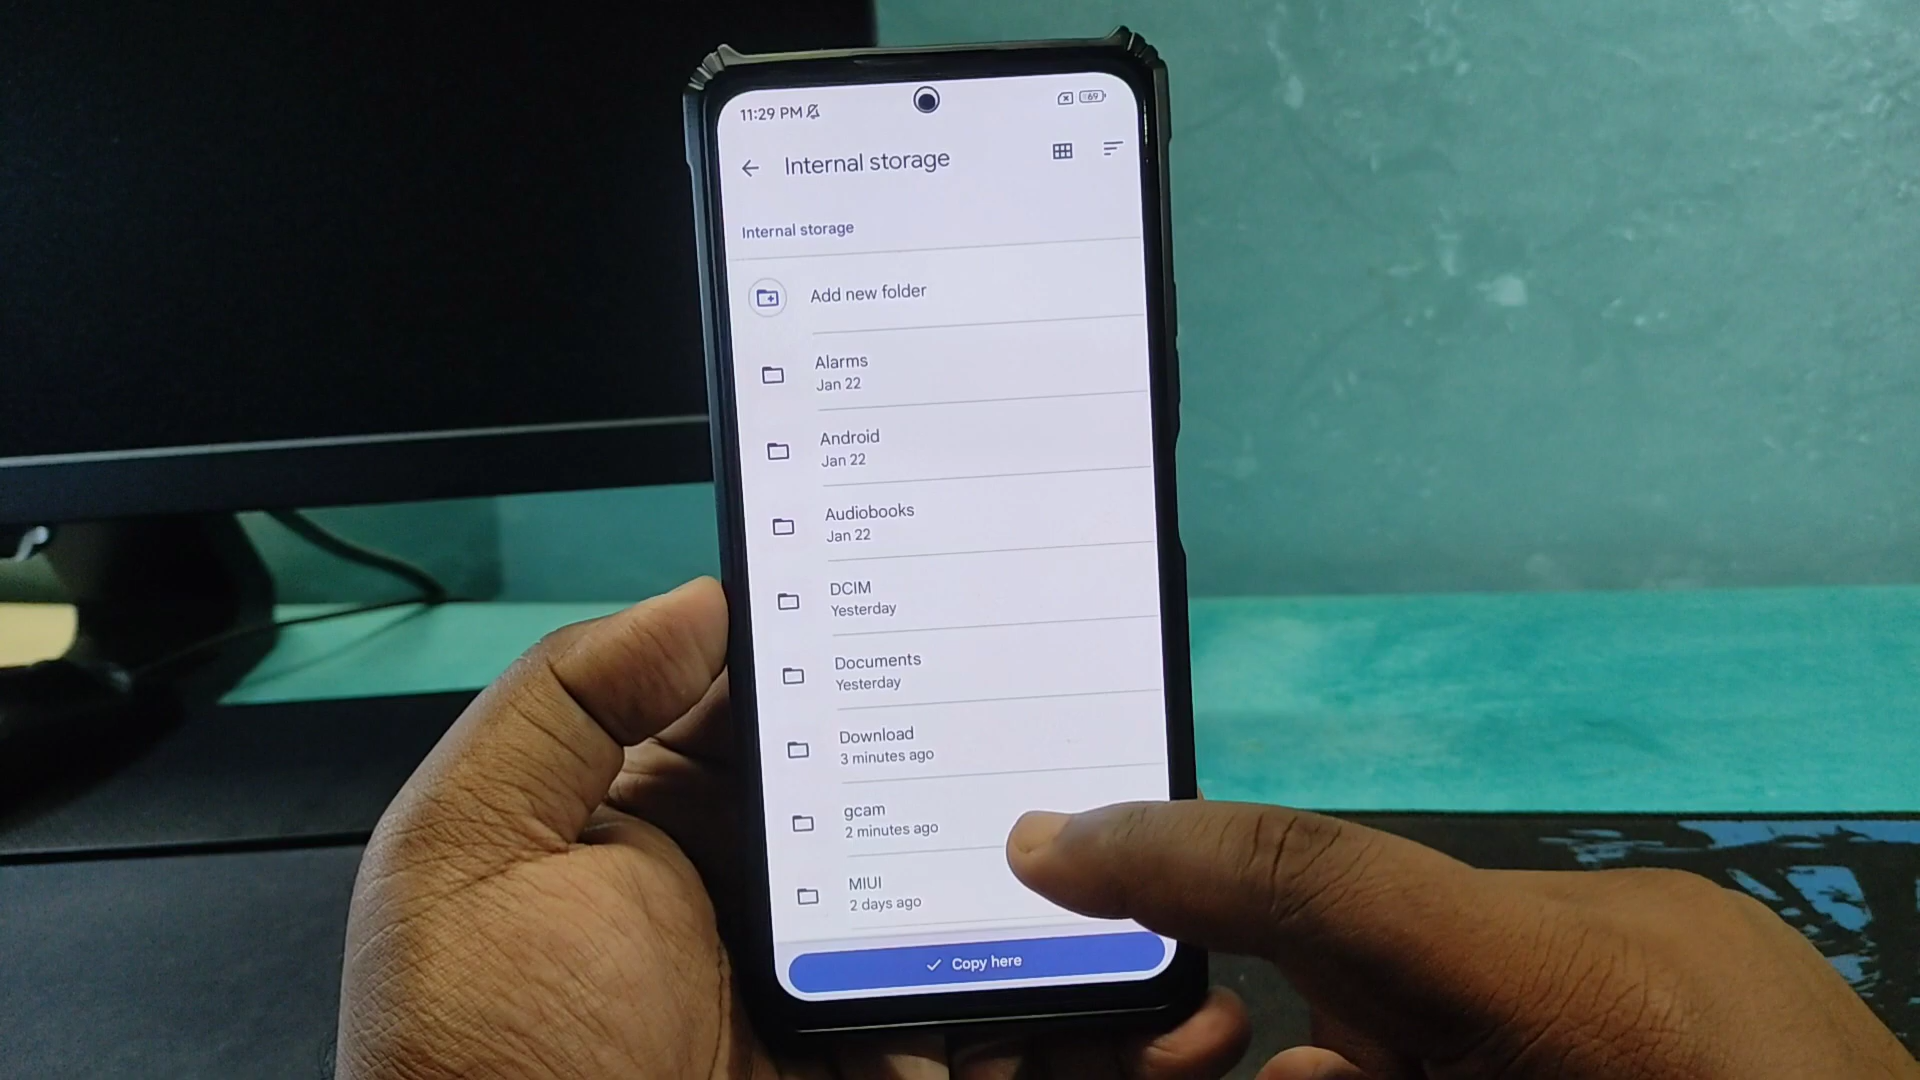 11:29 PM
69
Internal storage
Internal storage
Add new folder
Alarms
Jan 22
Android
Jan 22
Audiobooks
Jan 22
DCIM
Yesterday
Documents
Yesterday
Download
3 minutes ago
gcam
2 minutes ago
MIUI
2 days ago
Copy here